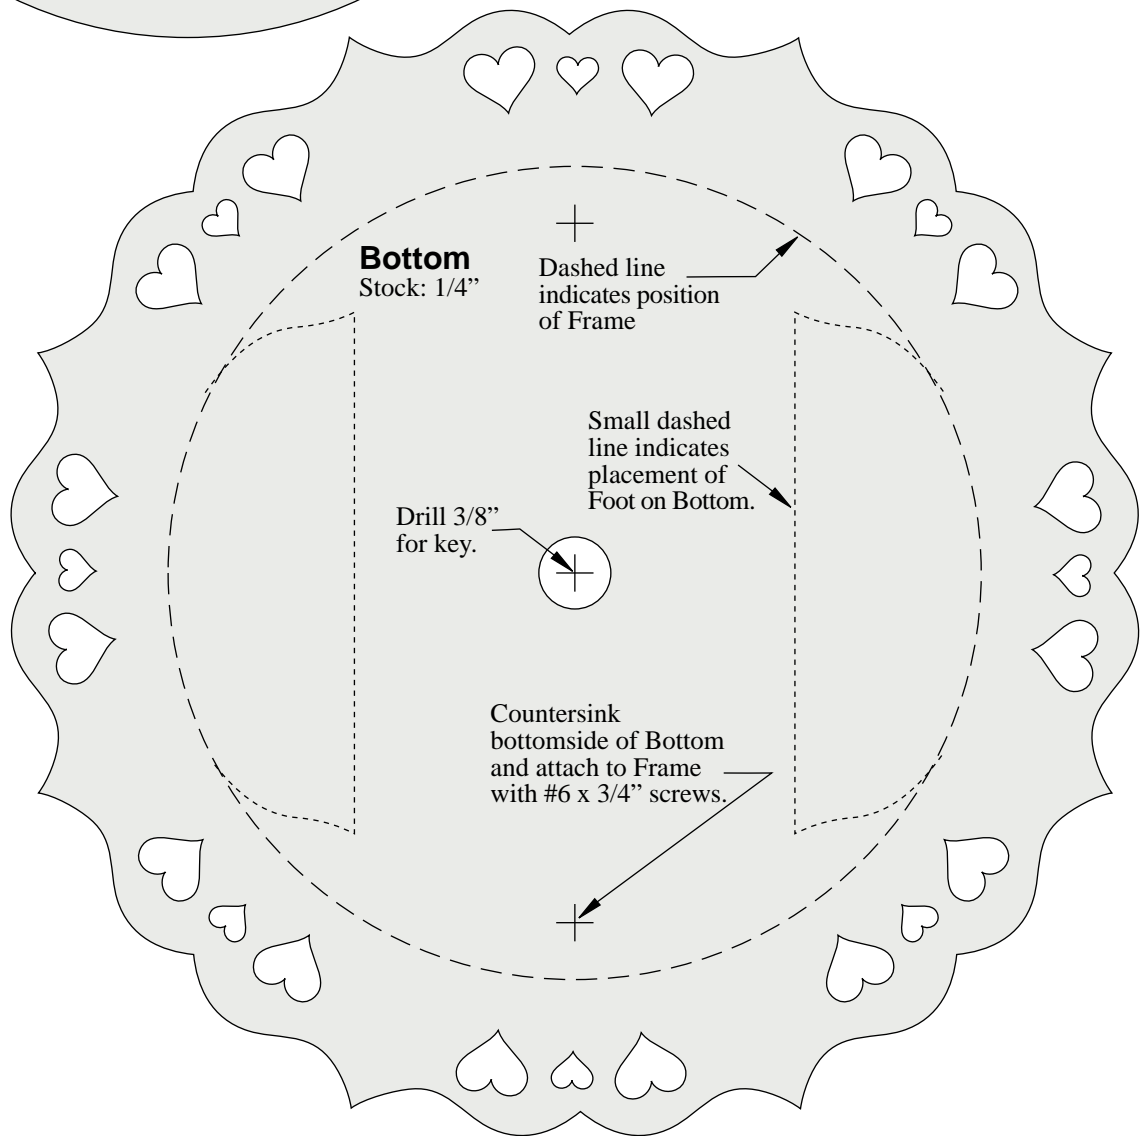 Bottom
Stock: 1/4”
Dashed line
indicates position
of Frame
Small dashed
line indicates
placement of
Foot on Bottom.
Drill 3/8”
for key.
Countersink
bottomside of Bottom
and attach to Frame
with #6 x 3/4” screws.